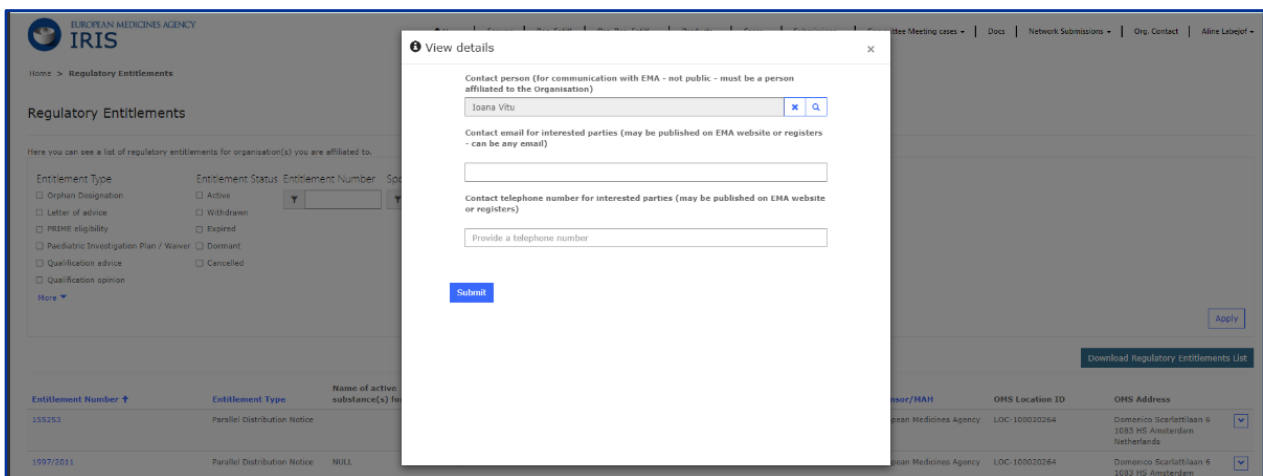 EUROPEAN MEDICINES AGENCY
IRIS
Committee Meeting cases
Docs
Network Submissions
Org. Contact
Aline Labejof
Home > Regulatory Entitlements
Regulatory Entitlements
Here you can see a list of regulatory entitlements for organisation(s) you are affiliated to.
Entitlement Type
Orphan Designation
Letter of advice
PRIME eligibility
Paediatric Investigation Plan / Waiver
Qualification advice
Qualification opinion
More
Entitlement Status
Active
Withdrawn
Expired
Dormant
Cancelled
Entitlement Number
View details
×
Contact person (for communication with EMA - not public - must be a person
affiliated to the Organisation)
Ioana Vitu
Contact email for interested parties (may be published on EMA website or registers
- can be any email)
Contact telephone number for interested parties (may be published on EMA website
or registers)
Provide a telephone number
Submit
Apply
Download Regulatory Entitlements List
Entitlement Number ↑
Entitlement Type
Name of active
substance(s) fo
nsor/MAH
OMS Location ID
OMS Address
155253
Parallel Distribution Notice
pean Medicines Agency
LOC-100020264
Domenico Scarlattilaan 6
1083 HS Amsterdam
Netherlands
1997/2011
Parallel Distribution Notice
NULL
pean Medicines Agency
LOC-100020264
Domenico Scarlattilaan 6
1083 HS Amsterdam